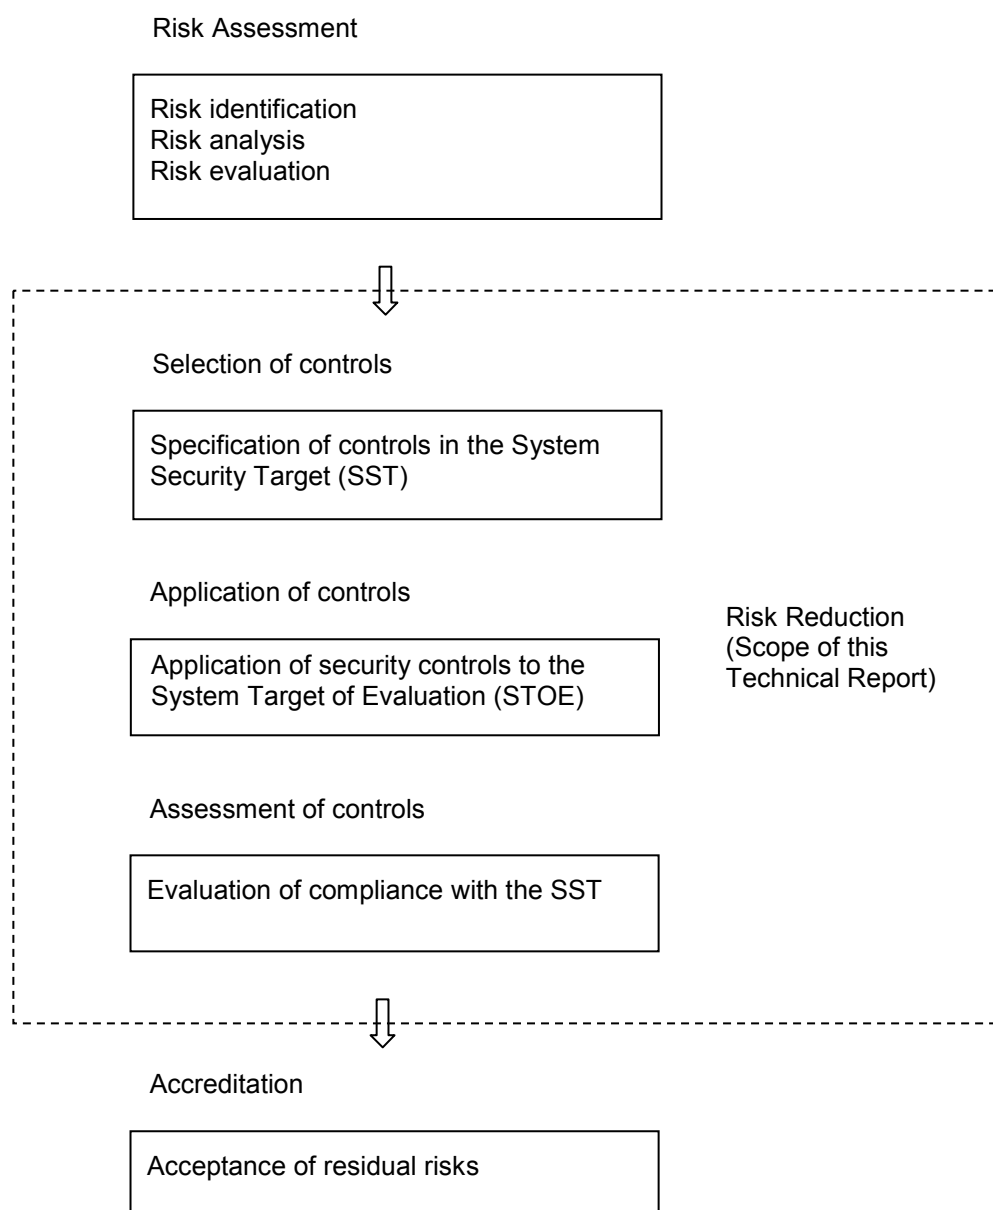 Risk Assessment
Risk identification
Risk analysis
Risk evaluation
Selection of controls
Specification of controls in the System
Security Target (SST)
Application of controls
Application of security controls to the
System Target of Evaluation (STOE)
Risk Reduction
(Scope of this
Technical Report)
Assessment of controls
Evaluation of compliance with the SST
Accreditation
Acceptance of residual risks